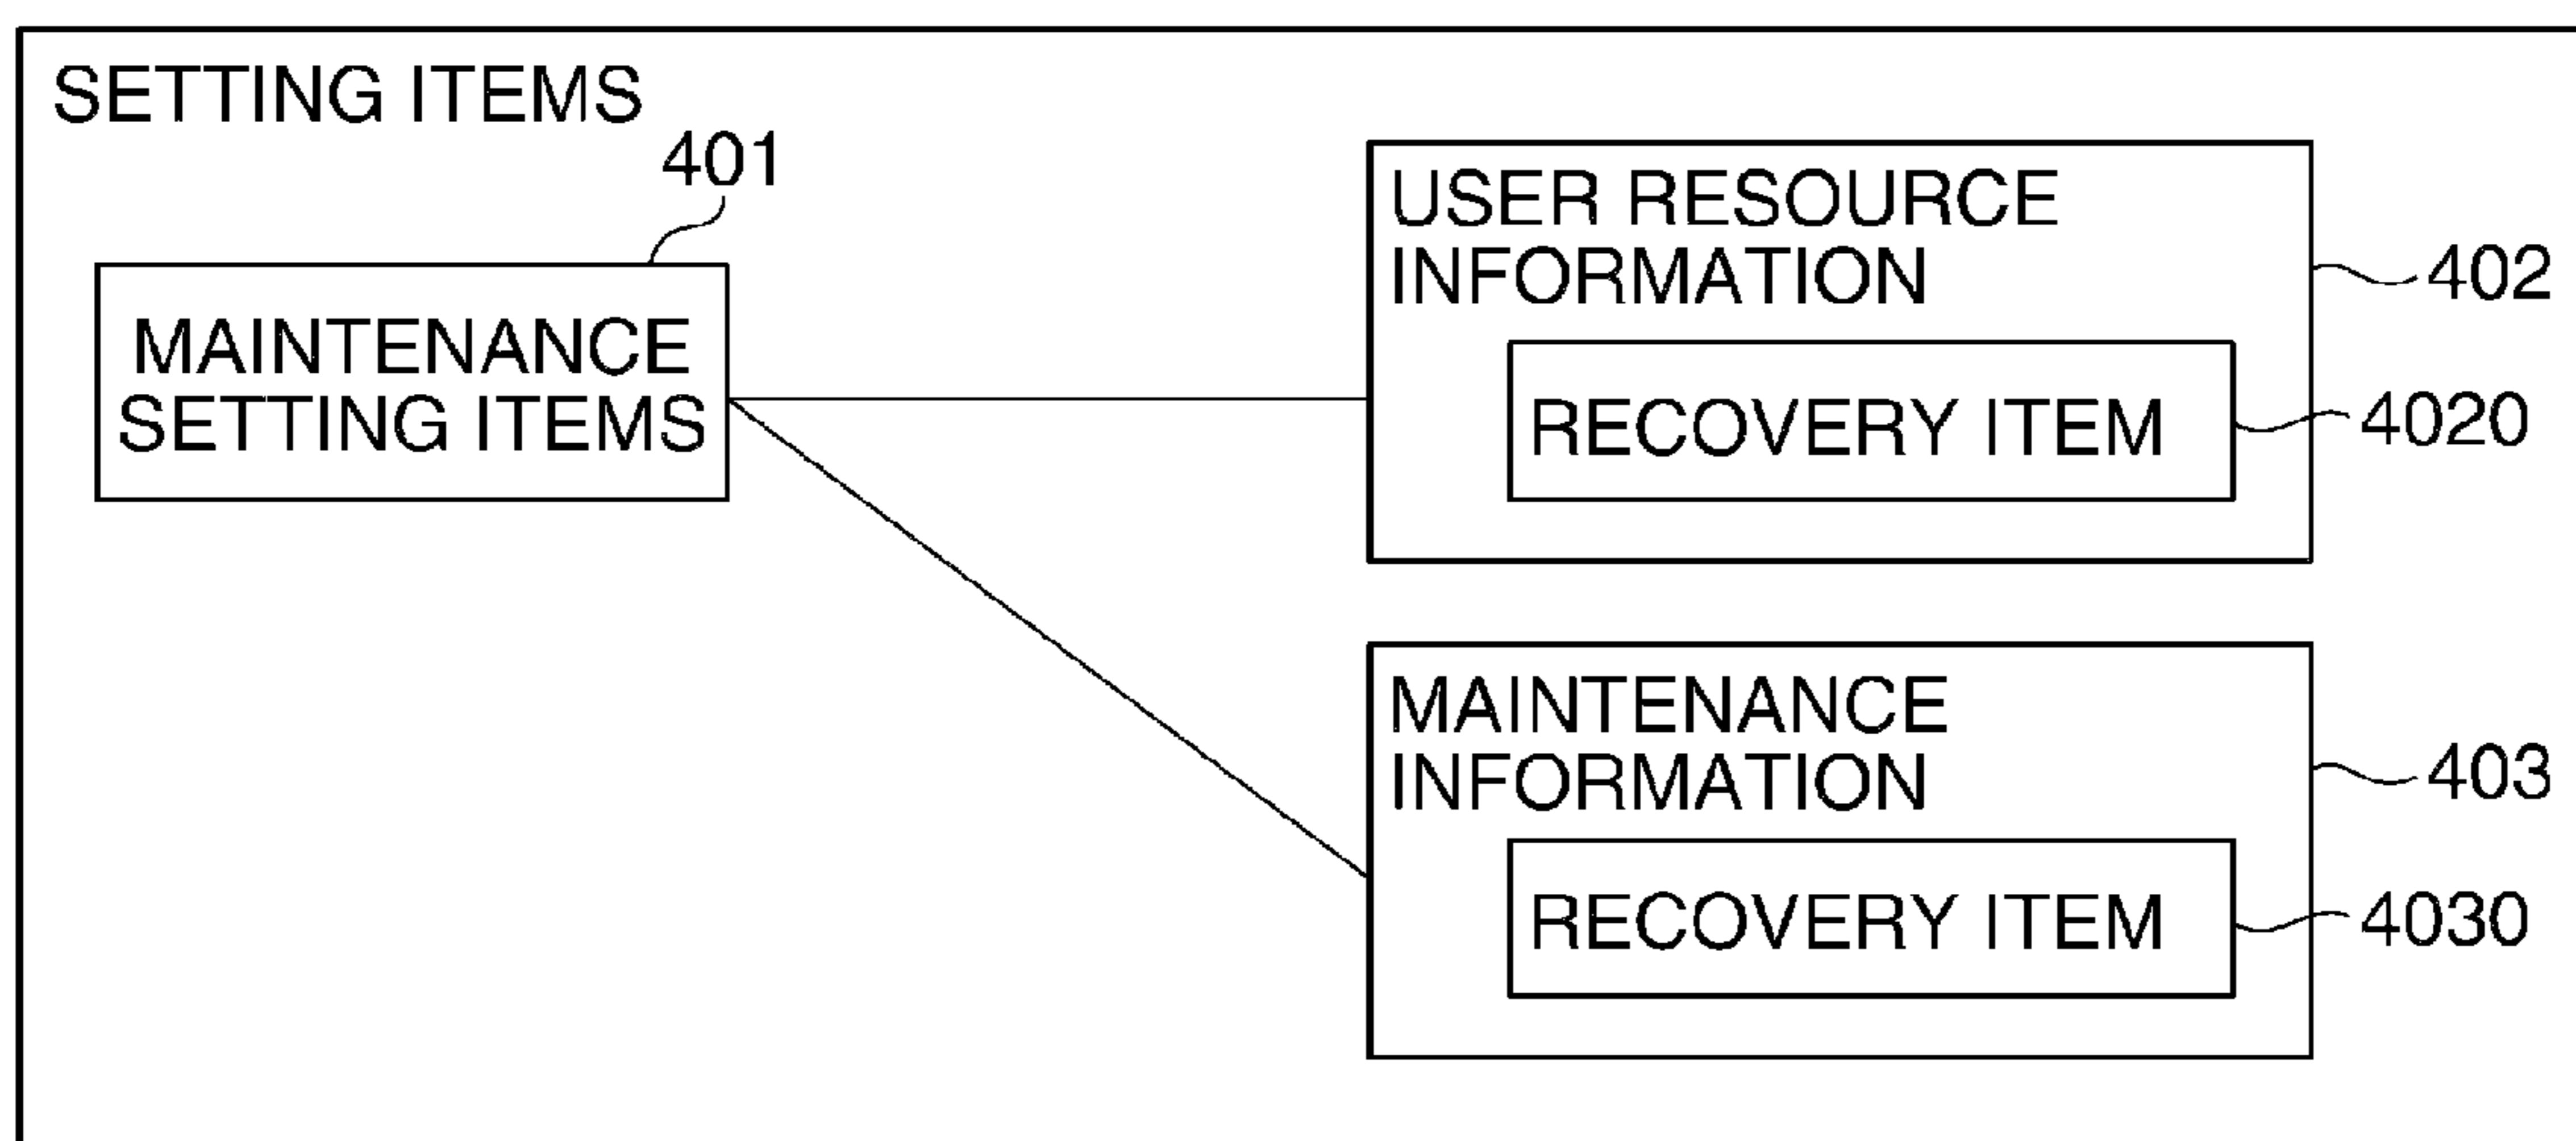 SETTING ITEMS
401
MAINTENANCE
SETTING ITEMS
USER RESOURCE
INFORMATION
402
RECOVERY ITEM
4020
MAINTENANCE
INFORMATION
403
RECOVERY ITEM
4030